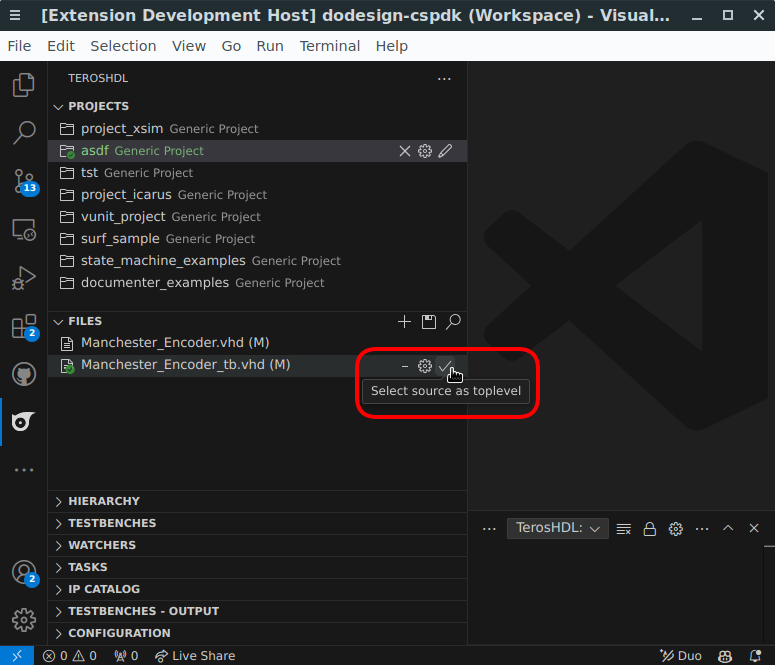 [Extension Development Host] dodesign-cspdk (Workspace) - Visual...
File Edit Selection View Go Run Terminal Help
TEROSHDL
PROJECTS
project_xsim Generic Project
asdf Generic Project
tst Generic Project
project_icarus Generic Project
vunit_project Generic Project
surf_sample Generic Project
state_machine_examples Generic Project
documenter_examples Generic Project
13
2
FILES
Manchester_Encoder.vhd (M)
Manchester_Encoder_tb.vhd (M)
Select source as toplevel
HIERARCHY
TESTBENCHES
WATCHERS
TASKS
IP CATALOG
TESTBENCHES - OUTPUT
CONFIGURATION
TerosHDL:
2
0 0 0 Live Share Duo